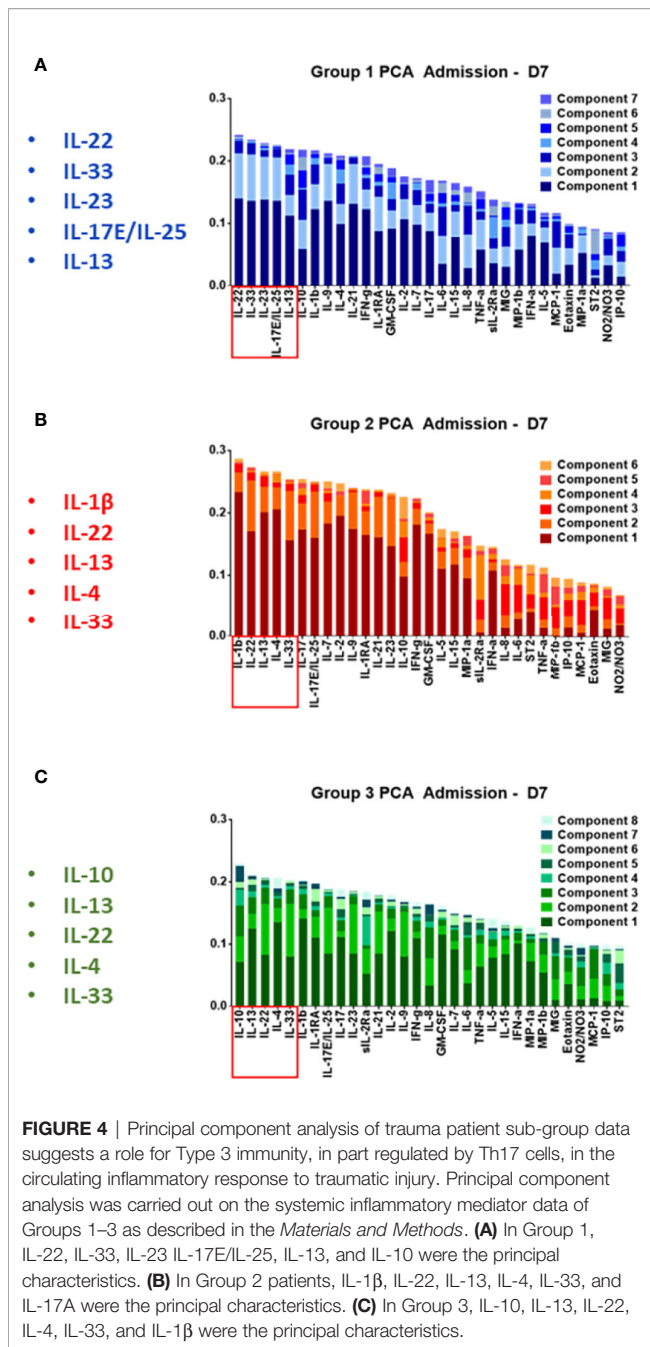 A
Group 1 PCA Admission - D7
• IL-22
• IL-33
• IL-23
• IL-17E/IL-25
• IL-13
0.3
0.2
0.1
0.0
Component 7
Component 6
Component 5
Component 4
Component 3
Component 2
Component 1
IL-22
IL-33
IL-23
IL-17E/IL-25
IL-13
IL-10
IL-1b
IL-9
IL-4
IL-21
IFN-g
IL-1RA
GM-CSF
IL-2
IL-7
IL-17
IL-6
IL-15
IL-8
TNF-a
sIL-2Ra
MIG
MIP-1b
IFN-a
IL-5
MCP-1
Eotaxin
MIP-1a
ST2
NO2/NO3
IP-10
B
Group 2 PCA Admission - D7
• IL-1β
• IL-22
• IL-13
• IL-4
• IL-33
0.3
0.2
0.1
0.0
Component 6
Component 5
Component 4
Component 3
Component 2
Component 1
IL-1b
IL-22
IL-13
IL-4
IL-33
IL-17
IL-17E/IL-25
IL-7
IL-2
IL-9
IL-1RA
IL-21
IL-23
IL-10
IFN-g
GM-CSF
IL-5
IL-15
MIP-1a
sIL-2Ra
IFN-a
IL-8
IL-6
ST2
TNF-a
MIP-1b
IP-10
MCP-1
Eotaxin
MIG
NO2/NO3
C
Group 3 PCA Admission - D7
• IL-10
• IL-13
• IL-22
• IL-4
• IL-33
0.3
0.2
0.1
0.0
Component 8
Component 7
Component 6
Component 5
Component 4
Component 3
Component 2
Component 1
IL-10
IL-13
IL-22
IL-4
IL-33
IL-1b
IL-1RA
IL-17E/IL-25
IL-17
IL-23
sIL-2Ra
IL-21
IL-2
IL-9
IFN-g
IL-8
GM-CSF
IL-7
IL-6
TNF-a
IL-5
IL-15
IFN-a
MIP-1a
MIP-1b
MIG
Eotaxin
NO2/NO3
MCP-1
IP-10
ST2
FIGURE 4 | Principal component analysis of trauma patient sub-group data
suggests a role for Type 3 immunity, in part regulated by Th17 cells, in the
circulating inflammatory response to traumatic injury. Principal component
analysis was carried out on the systemic inflammatory mediator data of
Groups 1–3 as described in the Materials and Methods. (A) In Group 1,
IL-22, IL-33, IL-23 IL-17E/IL-25, IL-13, and IL-10 were the principal
characteristics. (B) In Group 2 patients, IL-1β, IL-22, IL-13, IL-4, IL-33, and
IL-17A were the principal characteristics. (C) In Group 3, IL-10, IL-13, IL-22,
IL-4, IL-33, and IL-1β were the principal characteristics.